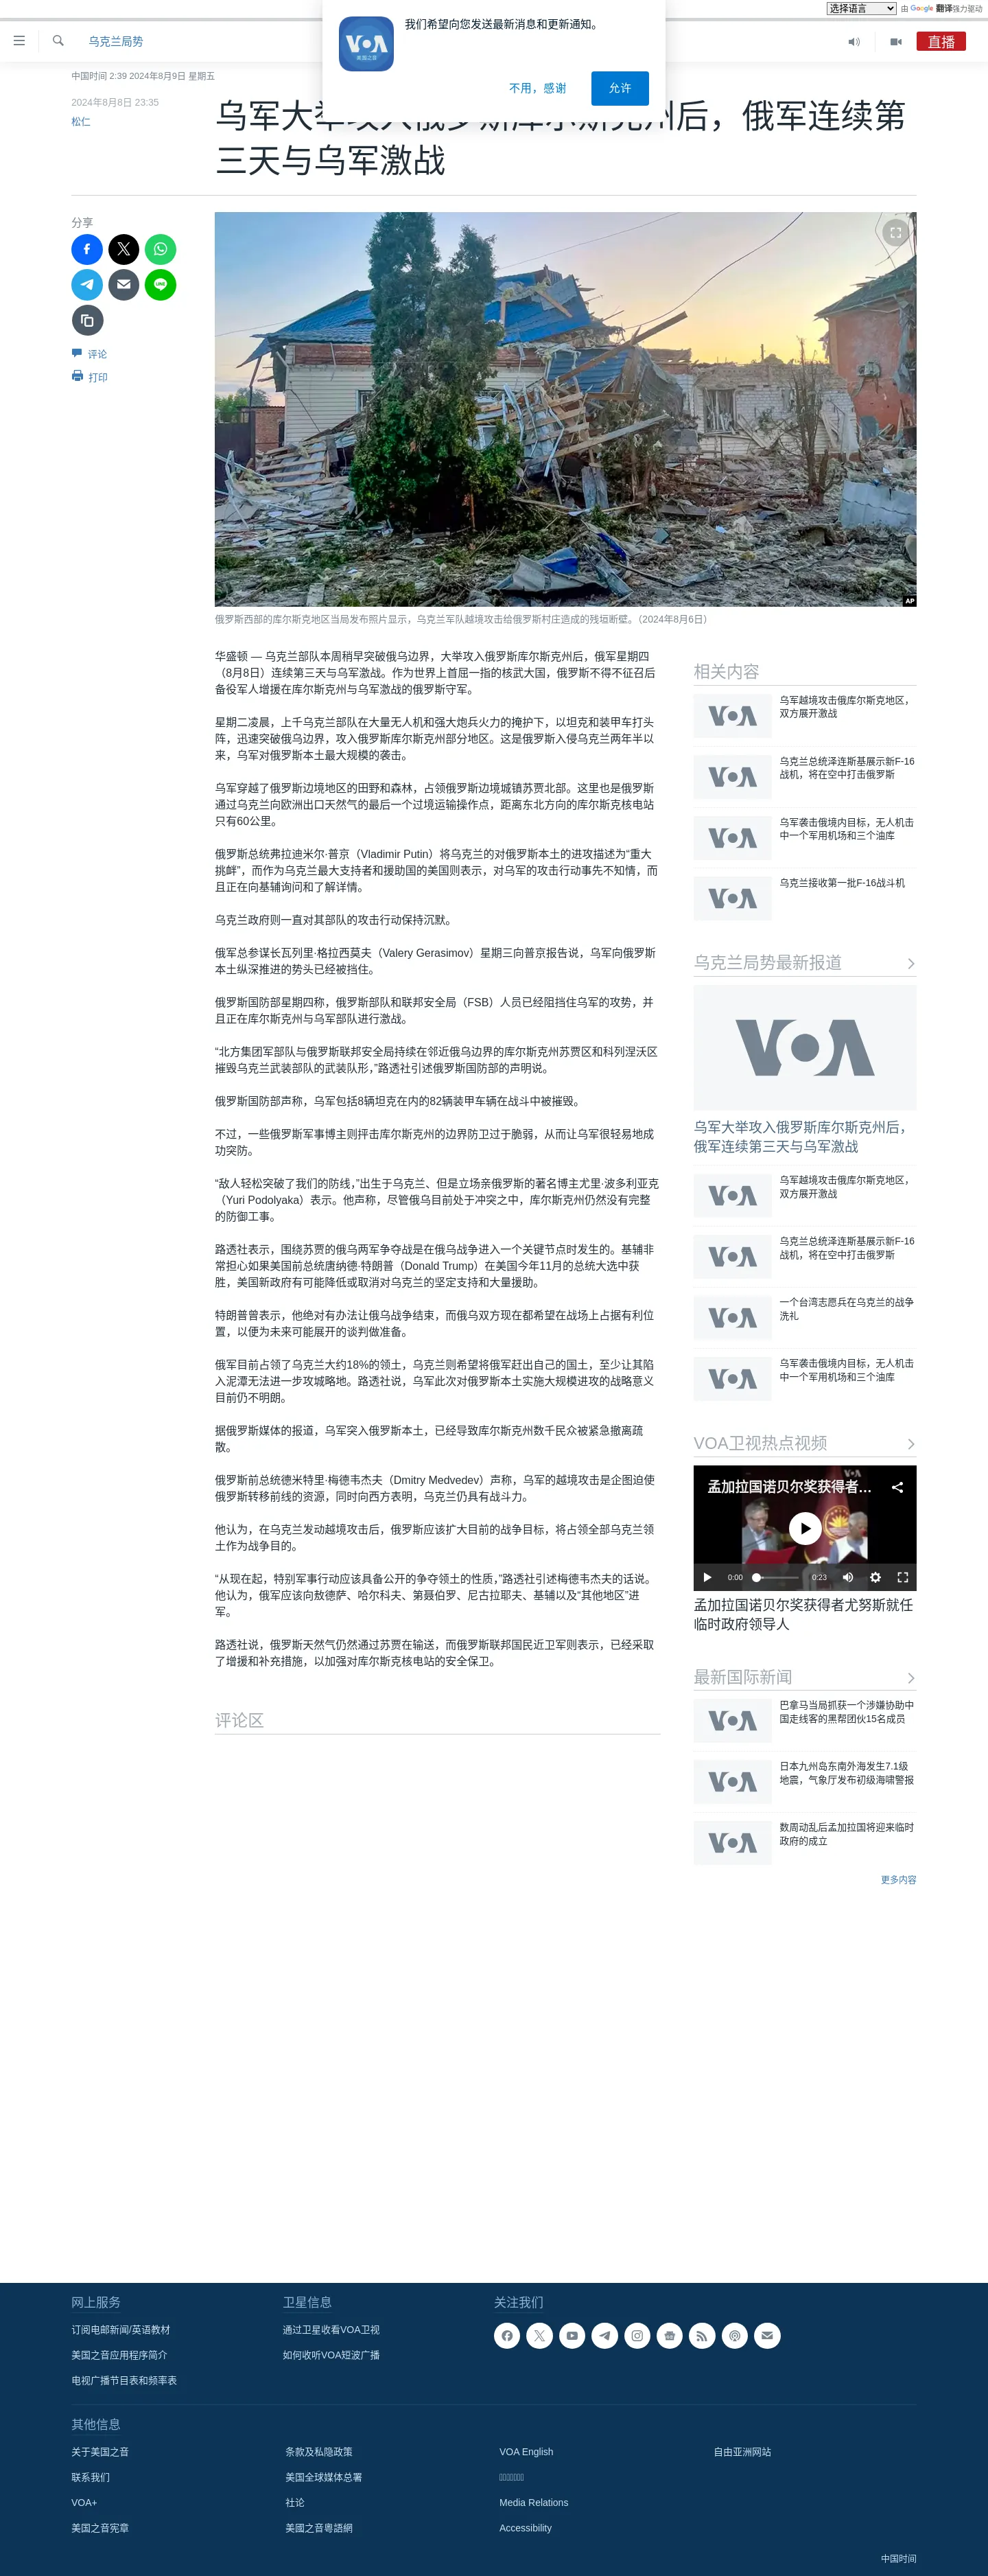 选择语言 由 Google 翻译强力驱动
乌克兰局势
直播
VOA
美国之音
我们希望向您发送最新消息和更新通知。
不用，感谢
允许
中国时间 2:39 2024年8月9日 星期五
2024年8月8日 23:35
松仁
后，俄军连续第
三天与乌军激战
分享
评论
打印
AP
俄罗斯西部的库尔斯克地区当局发布照片显示，乌克兰军队越境攻击给俄罗斯村庄造成的残垣断壁。（2024年8月6日）
华盛顿 — 乌克兰部队本周稍早突破俄乌边界，大举攻入俄罗斯库尔斯克州后，俄军星期四
（8月8日）连续第三天与乌军激战。作为世界上首屈一指的核武大国，俄罗斯不得不征召后
备役军人增援在库尔斯克州与乌军激战的俄罗斯守军。
星期二凌晨，上千乌克兰部队在大量无人机和强大炮兵火力的掩护下，以坦克和装甲车打头
阵，迅速突破俄乌边界，攻入俄罗斯库尔斯克州部分地区。这是俄罗斯入侵乌克兰两年半以
来，乌军对俄罗斯本土最大规模的袭击。
乌军穿越了俄罗斯边境地区的田野和森林，占领俄罗斯边境城镇苏贾北部。这里也是俄罗斯
通过乌克兰向欧洲出口天然气的最后一个过境运输操作点，距离东北方向的库尔斯克核电站
只有60公里。
俄罗斯总统弗拉迪米尔·普京（Vladimir Putin）将乌克兰的对俄罗斯本土的进攻描述为“重大
挑衅”，而作为乌克兰最大支持者和援助国的美国则表示，对乌军的攻击行动事先不知情，而
且正在向基辅询问和了解详情。
乌克兰政府则一直对其部队的攻击行动保持沉默。
俄军总参谋长瓦列里·格拉西莫夫（Valery Gerasimov）星期三向普京报告说，乌军向俄罗斯
本土纵深推进的势头已经被挡住。
俄罗斯国防部星期四称，俄罗斯部队和联邦安全局（FSB）人员已经阻挡住乌军的攻势，并
且正在库尔斯克州与乌军部队进行激战。
“北方集团军部队与俄罗斯联邦安全局持续在邻近俄乌边界的库尔斯克州苏贾区和科列涅沃区
摧毁乌克兰武装部队的武装队形，”路透社引述俄罗斯国防部的声明说。
俄罗斯国防部声称，乌军包括8辆坦克在内的82辆装甲车辆在战斗中被摧毁。
不过，一些俄罗斯军事博主则抨击库尔斯克州的边界防卫过于脆弱，从而让乌军很轻易地成
功突防。
“敌人轻松突破了我们的防线，”出生于乌克兰、但是立场亲俄罗斯的著名博主尤里·波多利亚克
（Yuri Podolyaka）表示。他声称，尽管俄乌目前处于冲突之中，库尔斯克州仍然没有完整
的防御工事。
路透社表示，围绕苏贾的俄乌两军争夺战是在俄乌战争进入一个关键节点时发生的。基辅非
常担心如果美国前总统唐纳德·特朗普（Donald Trump）在美国今年11月的总统大选中获
胜，美国新政府有可能降低或取消对乌克兰的坚定支持和大量援助。
特朗普曾表示，他绝对有办法让俄乌战争结束，而俄乌双方现在都希望在战场上占据有利位
置，以便为未来可能展开的谈判做准备。
俄军目前占领了乌克兰大约18%的领土，乌克兰则希望将俄军赶出自己的国土，至少让其陷
入泥潭无法进一步攻城略地。路透社说，乌军此次对俄罗斯本土实施大规模进攻的战略意义
目前仍不明朗。
据俄罗斯媒体的报道，乌军突入俄罗斯本土，已经导致库尔斯克州数千民众被紧急撤离疏
散。
俄罗斯前总统德米特里·梅德韦杰夫（Dmitry Medvedev）声称，乌军的越境攻击是企图迫使
俄罗斯转移前线的资源，同时向西方表明，乌克兰仍具有战斗力。
他认为，在乌克兰发动越境攻击后，俄罗斯应该扩大目前的战争目标，将占领全部乌克兰领
土作为战争目的。
“从现在起，特别军事行动应该具备公开的争夺领土的性质，”路透社引述梅德韦杰夫的话说。
他认为，俄军应该向敖德萨、哈尔科夫、第聂伯罗、尼古拉耶夫、基辅以及“其他地区”进
军。
路透社说，俄罗斯天然气仍然通过苏贾在输送，而俄罗斯联邦国民近卫军则表示，已经采取
了增援和补充措施，以加强对库尔斯克核电站的安全保卫。
评论区
相关内容
VOA
乌军越境攻击俄库尔斯克地区，
双方展开激战
VOA
乌克兰总统泽连斯基展示新F-16
战机，将在空中打击俄罗斯
VOA
乌军袭击俄境内目标，无人机击
中一个军用机场和三个油库
VOA
乌克兰接收第一批F-16战斗机
乌克兰局势最新报道
VOA
乌军大举攻入俄罗斯库尔斯克州后，
俄军连续第三天与乌军激战
VOA
乌军越境攻击俄库尔斯克地区，
双方展开激战
VOA
乌克兰总统泽连斯基展示新F-16
战机，将在空中打击俄罗斯
VOA
一个台湾志愿兵在乌克兰的战争
洗礼
VOA
乌军袭击俄境内目标，无人机击
中一个军用机场和三个油库
VOA卫视热点视频
VOA
孟加拉国诺贝尔奖获得者...
0:00 0:23
孟加拉国诺贝尔奖获得者尤努斯就任
临时政府领导人
最新国际新闻
VOA
巴拿马当局抓获一个涉嫌协助中
国走线客的黑帮团伙15名成员
VOA
日本九州岛东南外海发生7.1级
地震，气象厅发布初级海啸警报
VOA
数周动乱后孟加拉国将迎来临时
政府的成立
更多内容
网上服务
订阅电邮新闻/英语教材
美国之音应用程序简介
电视广播节目表和频率表
卫星信息
通过卫星收看VOA卫视
如何收听VOA短波广播
关注我们
其他信息
关于美国之音
联系我们
VOA+
美国之音宪章
条款及私隐政策
美国全球媒体总署
社论
美國之音粵語網
VOA English
Media Relations
Accessibility
自由亚洲网站
中国时间